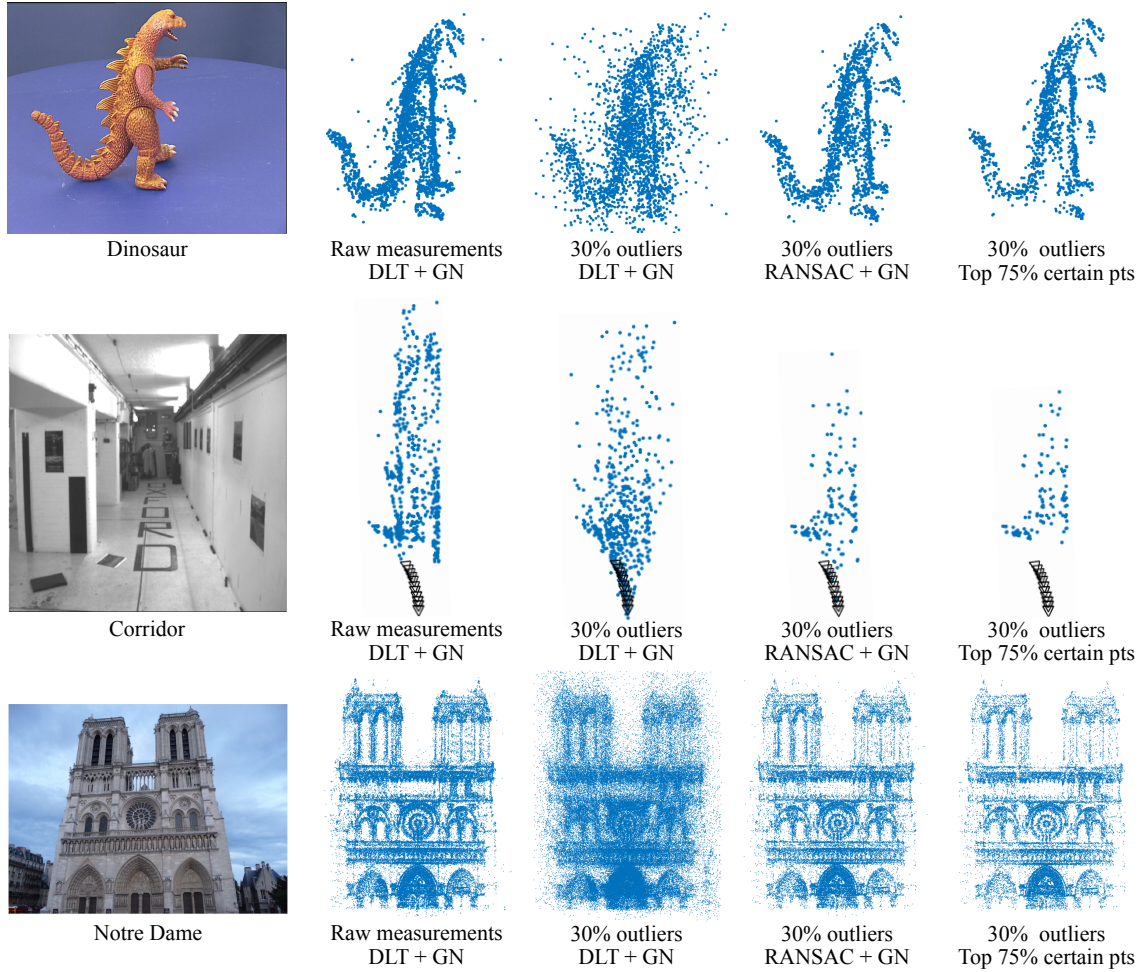 Dinosaur
Raw measurements
DLT + GN
30% outliers
DLT + GN
30% outliers
RANSAC + GN
30% outliers
Top 75% certain pts
Corridor
Raw measurements
DLT + GN
30% outliers
DLT + GN
30% outliers
RANSAC + GN
30% outliers
Top 75% certain pts
Notre Dame
Raw measurements
DLT + GN
30% outliers
DLT + GN
30% outliers
RANSAC + GN
30% outliers
Top 75% certain pts